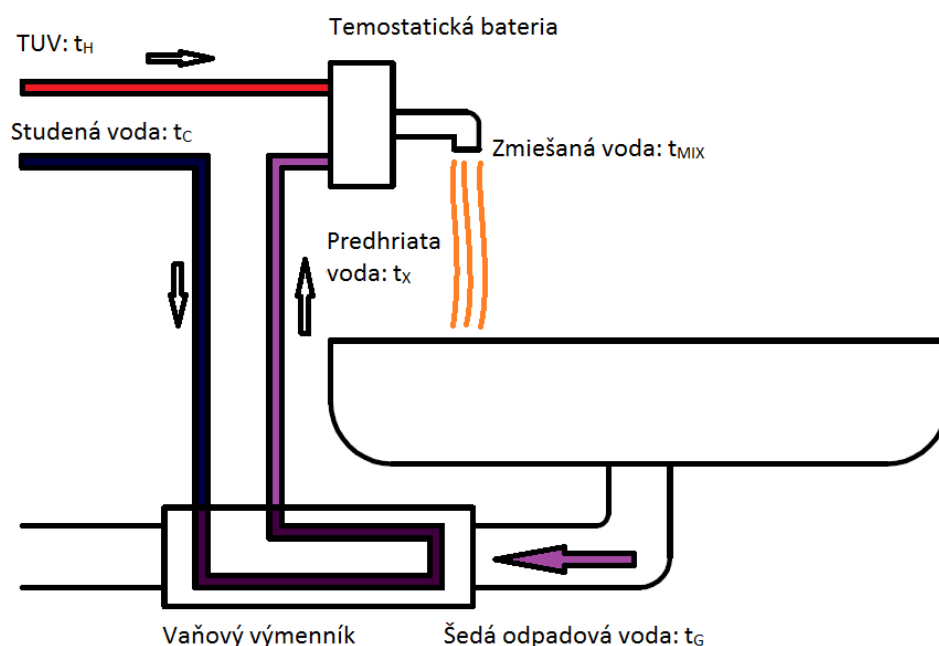 Temostatická bateria
TUV: tH
Studená voda: tC
Zmiešaná voda: tMIX
Predhriata
voda: tX
Vaňový výmenník
Šedá odpadová voda: tG